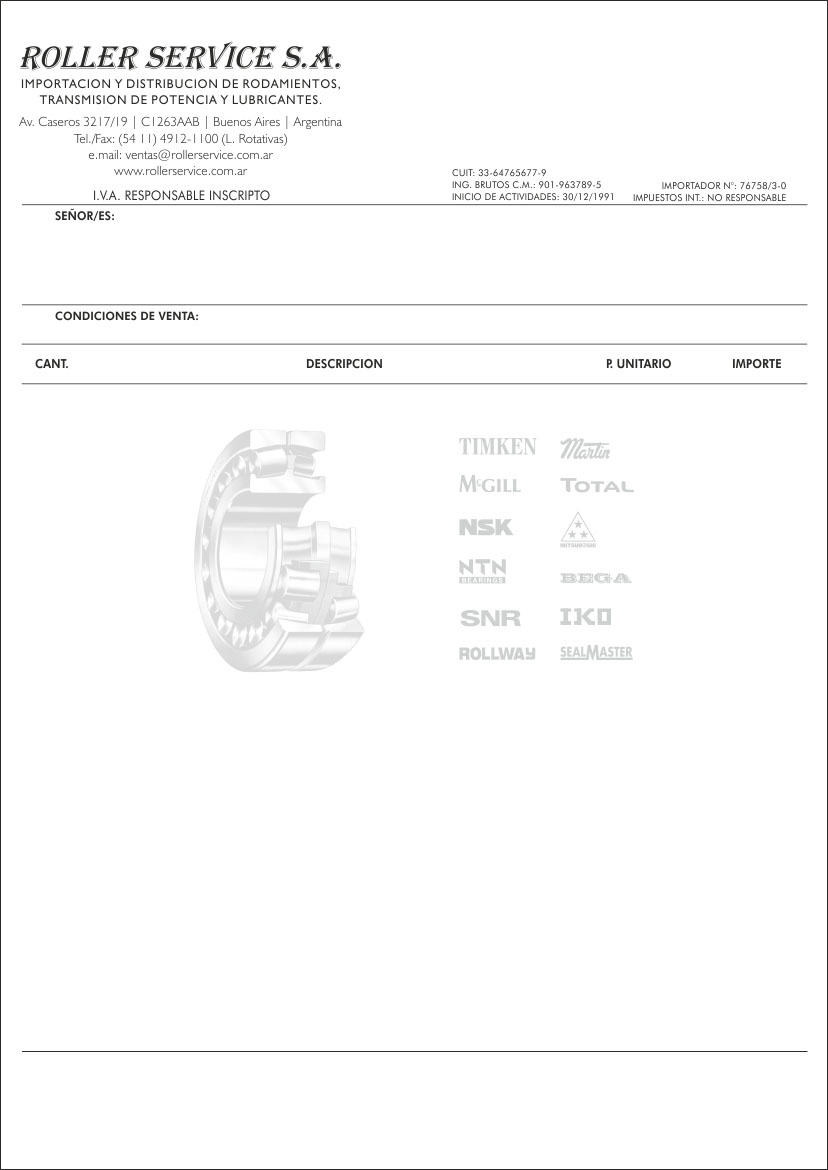 ROLLER SERVICE S.A.
IMPORTACION Y DISTRIBUCION DE RODAMIENTOS,
TRANSMISION DE POTENCIA Y LUBRICANTES.
Av. Caseros 3217/19 | C1263AAB | Buenos Aires | Argentina
Tel./Fax: (54 11) 4912-1100 (L. Rotativas)
e.mail: ventas@rollerservice.com.ar
www.rollerservice.com.ar
I.V.A. RESPONSABLE INSCRIPTO
CUIT: 33-64765677-9
ING. BRUTOS C.M.: 901-963789-5
INICIO DE ACTIVIDADES: 30/12/1991
IMPORTADOR N°: 76758/3-0
IMPUESTOS INT.: NO RESPONSABLE
SEÑOR/ES:
CONDICIONES DE VENTA:
CANT. DESCRIPCION P. UNITARIO IMPORTE
TIMKEN Martin
McGILL TOTAL
NSK
MITSUBOSHI
NTN
BEARINGS
BEGA
SNR IKO
ROLLWAY SEALMASTER